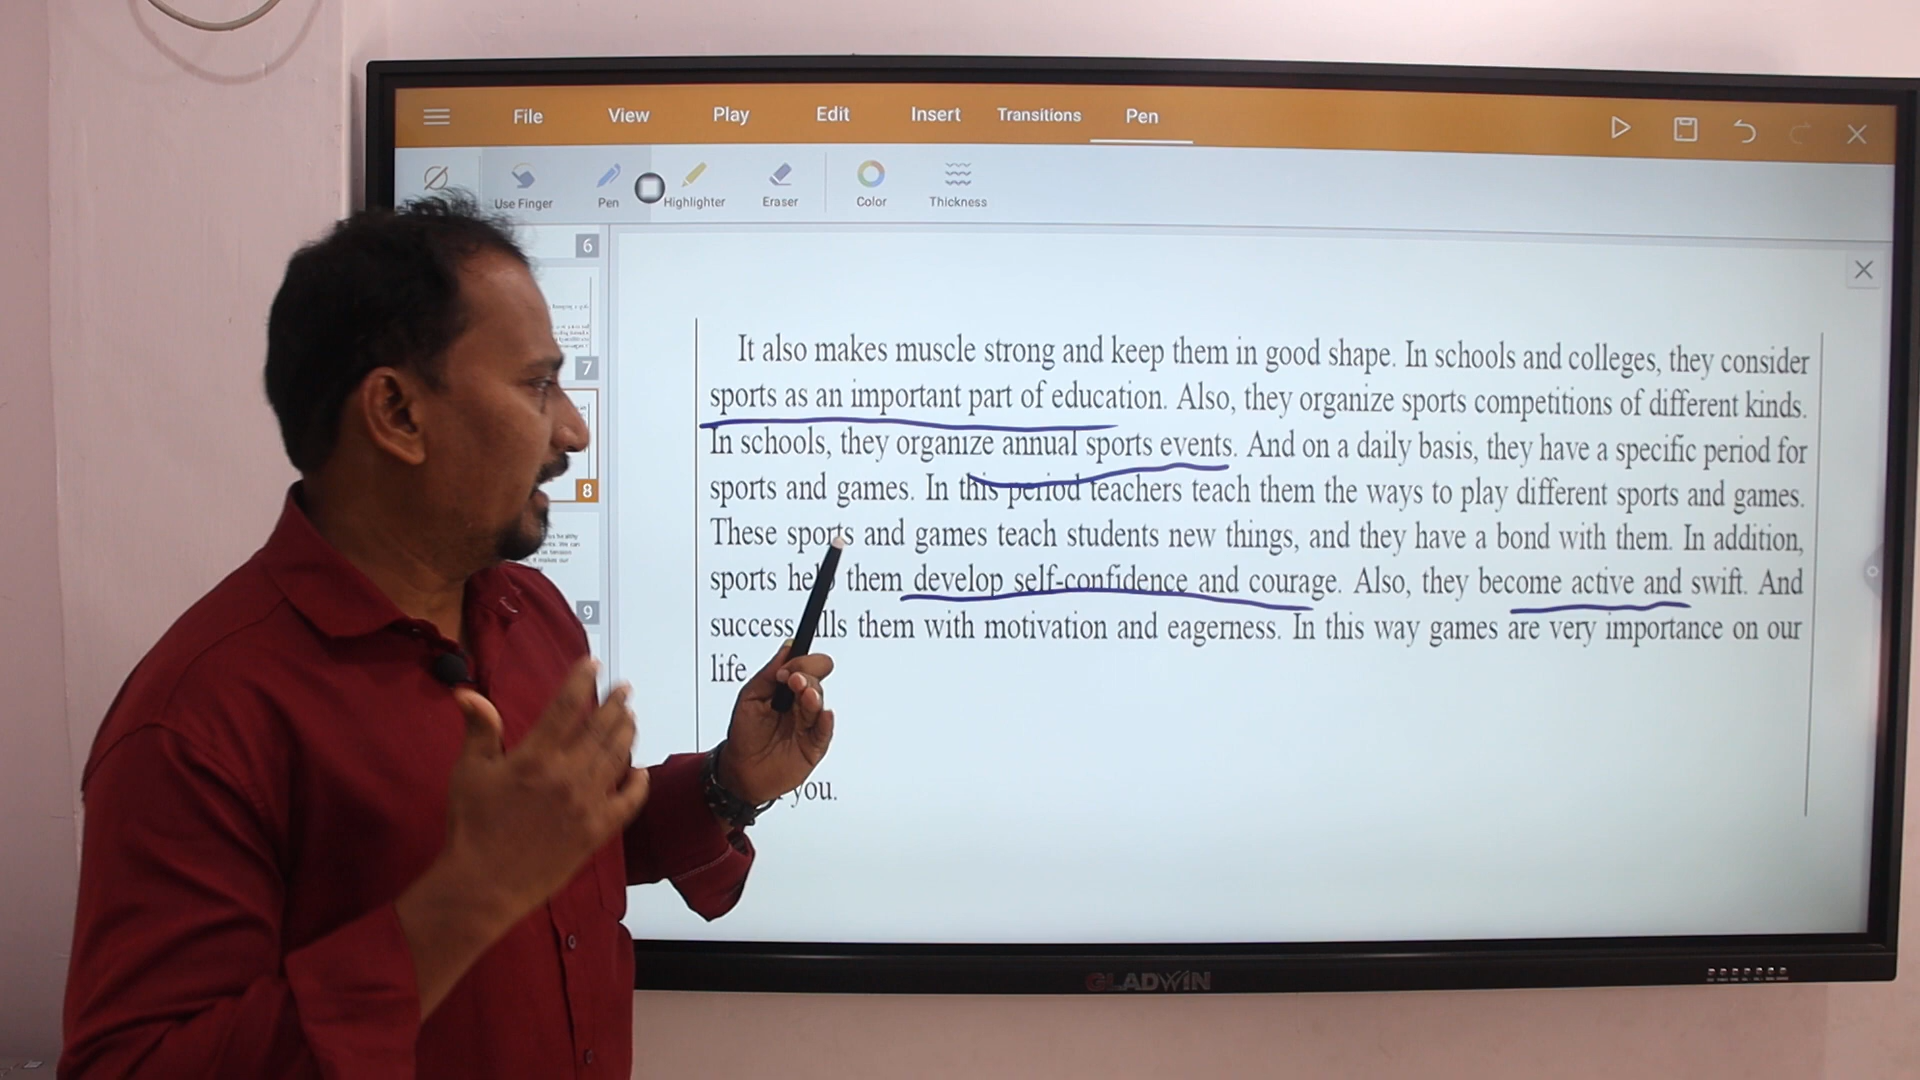 File View Play Edit Insert Transitions Pen
Use Finger Pen Highlighter Eraser Color Thickness
6
7
8
9
It also makes muscle strong and keep them in good shape. In schools and colleges, they consider
sports as an important part of education. Also, they organize sports competitions of different kinds.
In schools, they organize annual sports events. And on a daily basis, they have a specific period for
sports and games. In this period teachers teach them the ways to play different sports and games.
These sports and games teach students new things, and they have a bond with them. In addition,
sports help them develop self-confidence and courage. Also, they become active and swift. And
success fills them with motivation and eagerness. In this way games are very importance on our
life
you.
GLADWIN